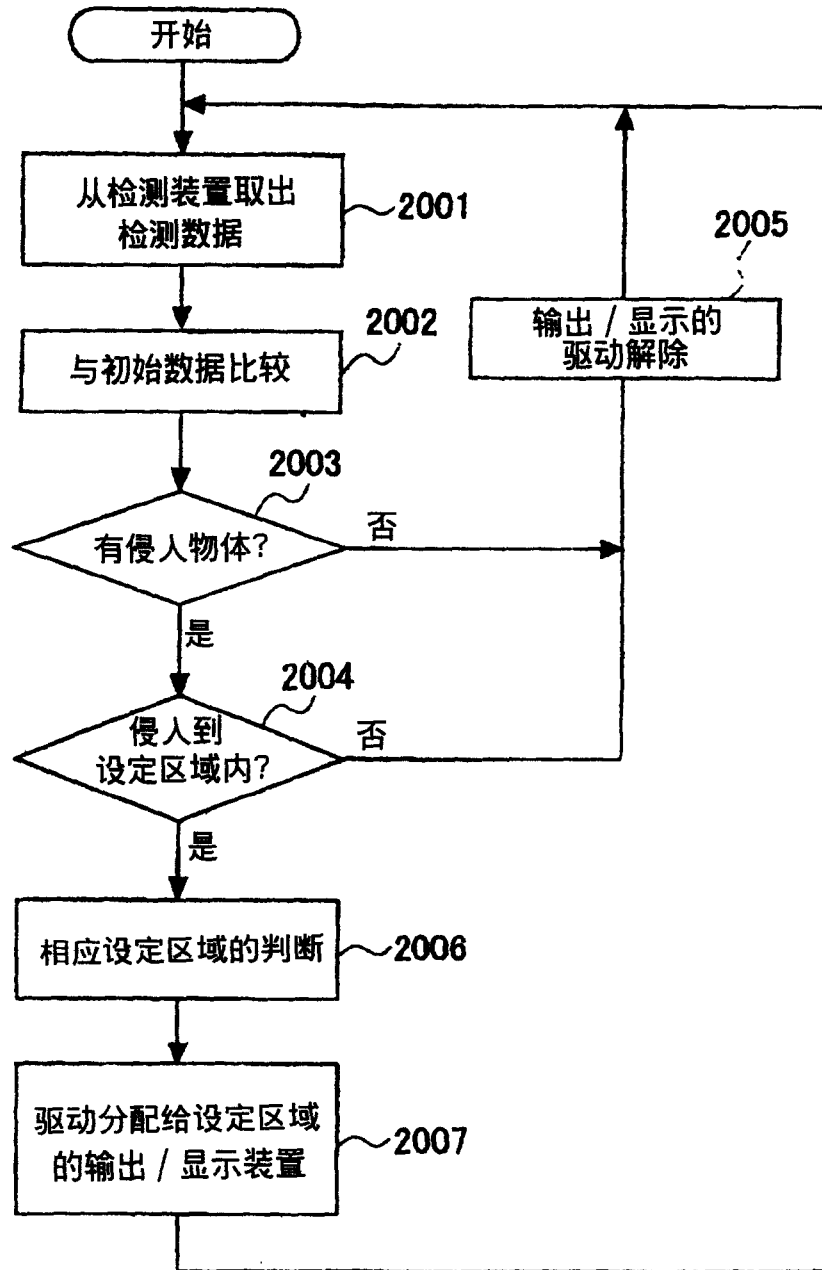 开始
从检测装置取出
检测数据
2001
2005
输出 / 显示的
驱动解除
2002
与初始数据比较
2003
有侵人物体?
否
是
2004
侵人到
设定区域内?
否
是
相应设定区域的判断
2006
驱动分配给设定区域
的输出 / 显示装置
2007